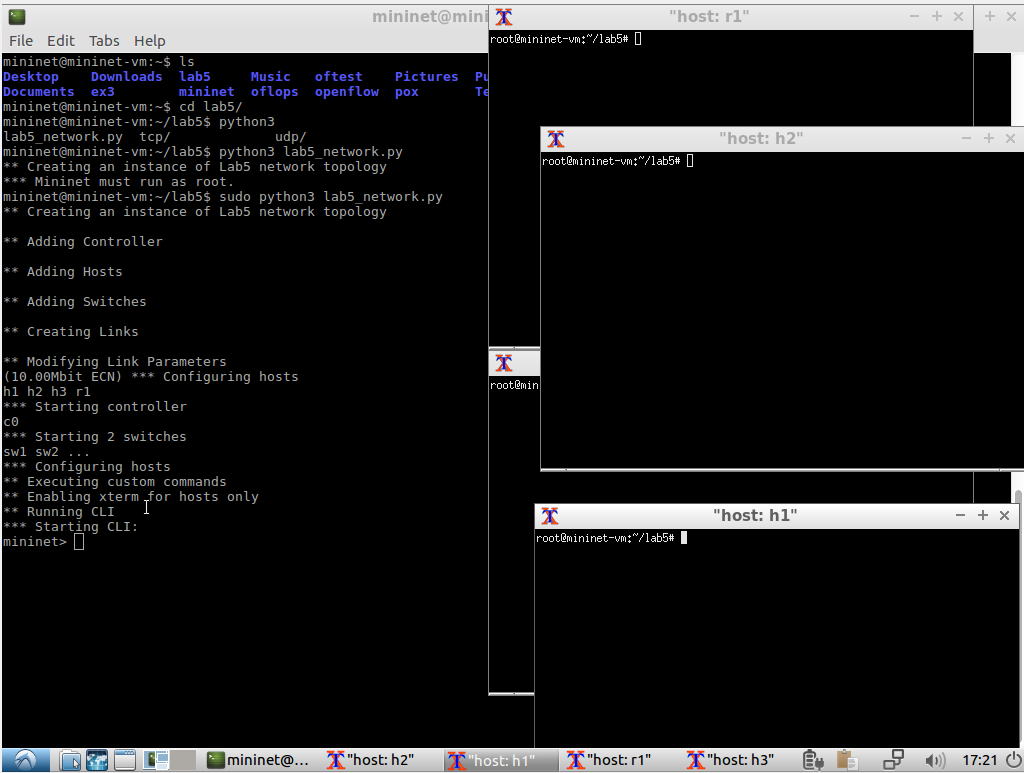 mininet@mini
File Edit Tabs Help
mininet@mininet-vm:~$ ls
Desktop Downloads lab5 Music oftest Pictures Pu
Documents ex3 mininet oflops openflow pox Te
mininet@mininet-vm:~$ cd lab5/
mininet@mininet-vm:~/lab5$ python3
lab5_network.py tcp/ udp/
mininet@mininet-vm:~/lab5$ python3 lab5_network.py
** Creating an instance of Lab5 network topology
*** Mininet must run as root.
mininet@mininet-vm:~/lab5$ sudo python3 lab5_network.py
** Creating an instance of Lab5 network topology
** Adding Controller
** Adding Hosts
** Adding Switches
** Creating Links
** Modifying Link Parameters
(10.00Mbit ECN) *** Configuring hosts
h1 h2 h3 r1
*** Starting controller
c0
*** Starting 2 switches
sw1 sw2 ...
*** Configuring hosts
** Executing custom commands
** Enabling xterm for hosts only
** Running CLI
*** Starting CLI:
mininet>
"host: r1"
root@mininet-vm:~/lab5#
"host: h2"
root@mininet-vm:~/lab5#
root@min
"host: h1"
root@mininet-vm:~/lab5#
mininet@... "host: h2" "host: h1" "host: r1" "host: h3" 17:21